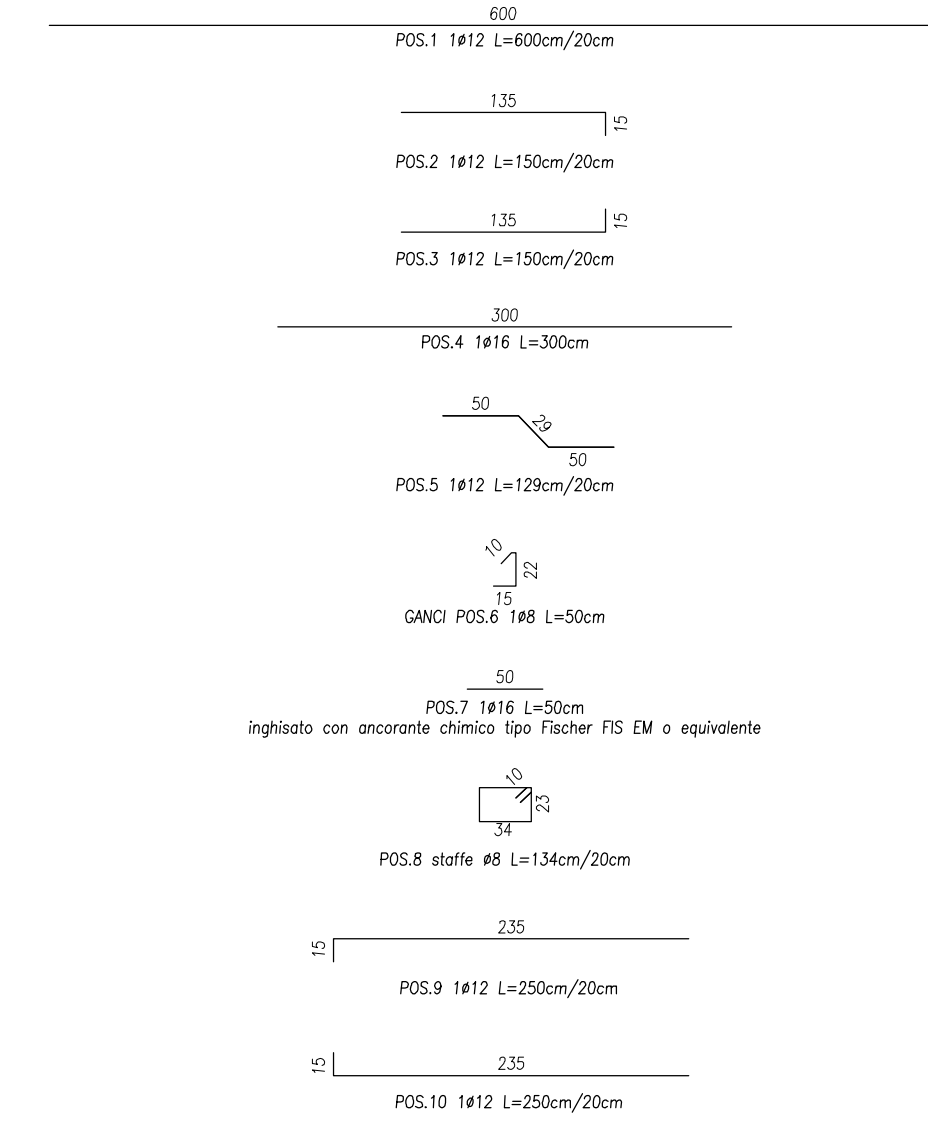 600
POS.1 1ø12 L=600cm/20cm
135
15
POS.2 1ø12 L=150cm/20cm
135
15
POS.3 1ø12 L=150cm/20cm
300
POS.4 1ø16 L=300cm
50
29
50
POS.5 1ø12 L=129cm/20cm
10
22
15
GANCI POS.6 1ø8 L=50cm
50
POS.7 1ø16 L=50cm
inghisato con ancorante chimico tipo Fischer FIS EM o equivalente
10
23
34
POS.8 staffe ø8 L=134cm/20cm
235
15
POS.9 1ø12 L=250cm/20cm
235
15
POS.10 1ø12 L=250cm/20cm